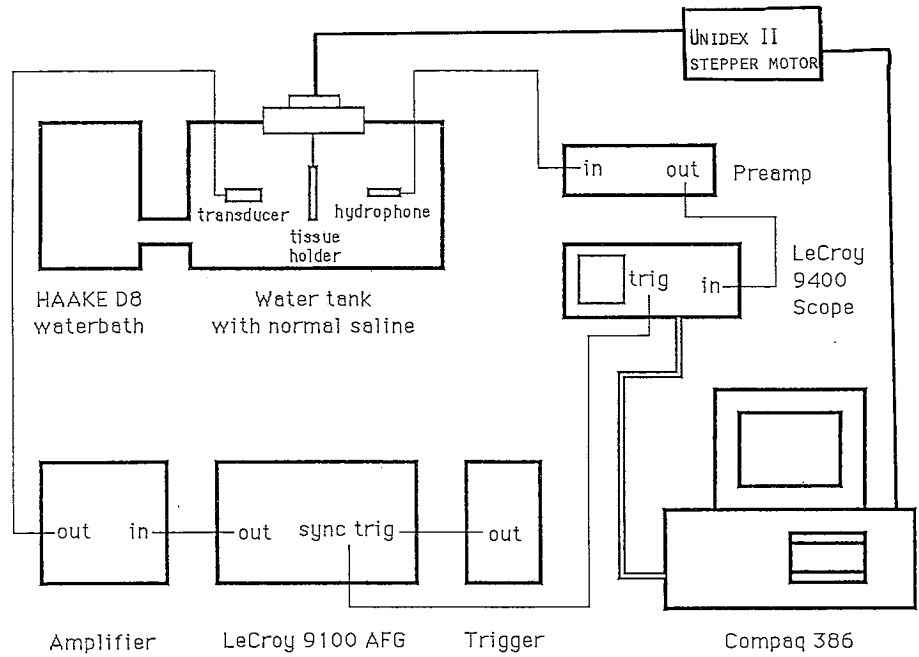 UNIDEX II
STEPPER MOTOR
in
out
Preamp
transducer
hydrophone
tissue
holder
HAAKE D8
waterbath
Water tank
with normal saline
trig
in
LeCroy
9400
Scope
out
in
out
sync trig
out
Amplifier
LeCroy 9100 AFG
Trigger
Compaq 386